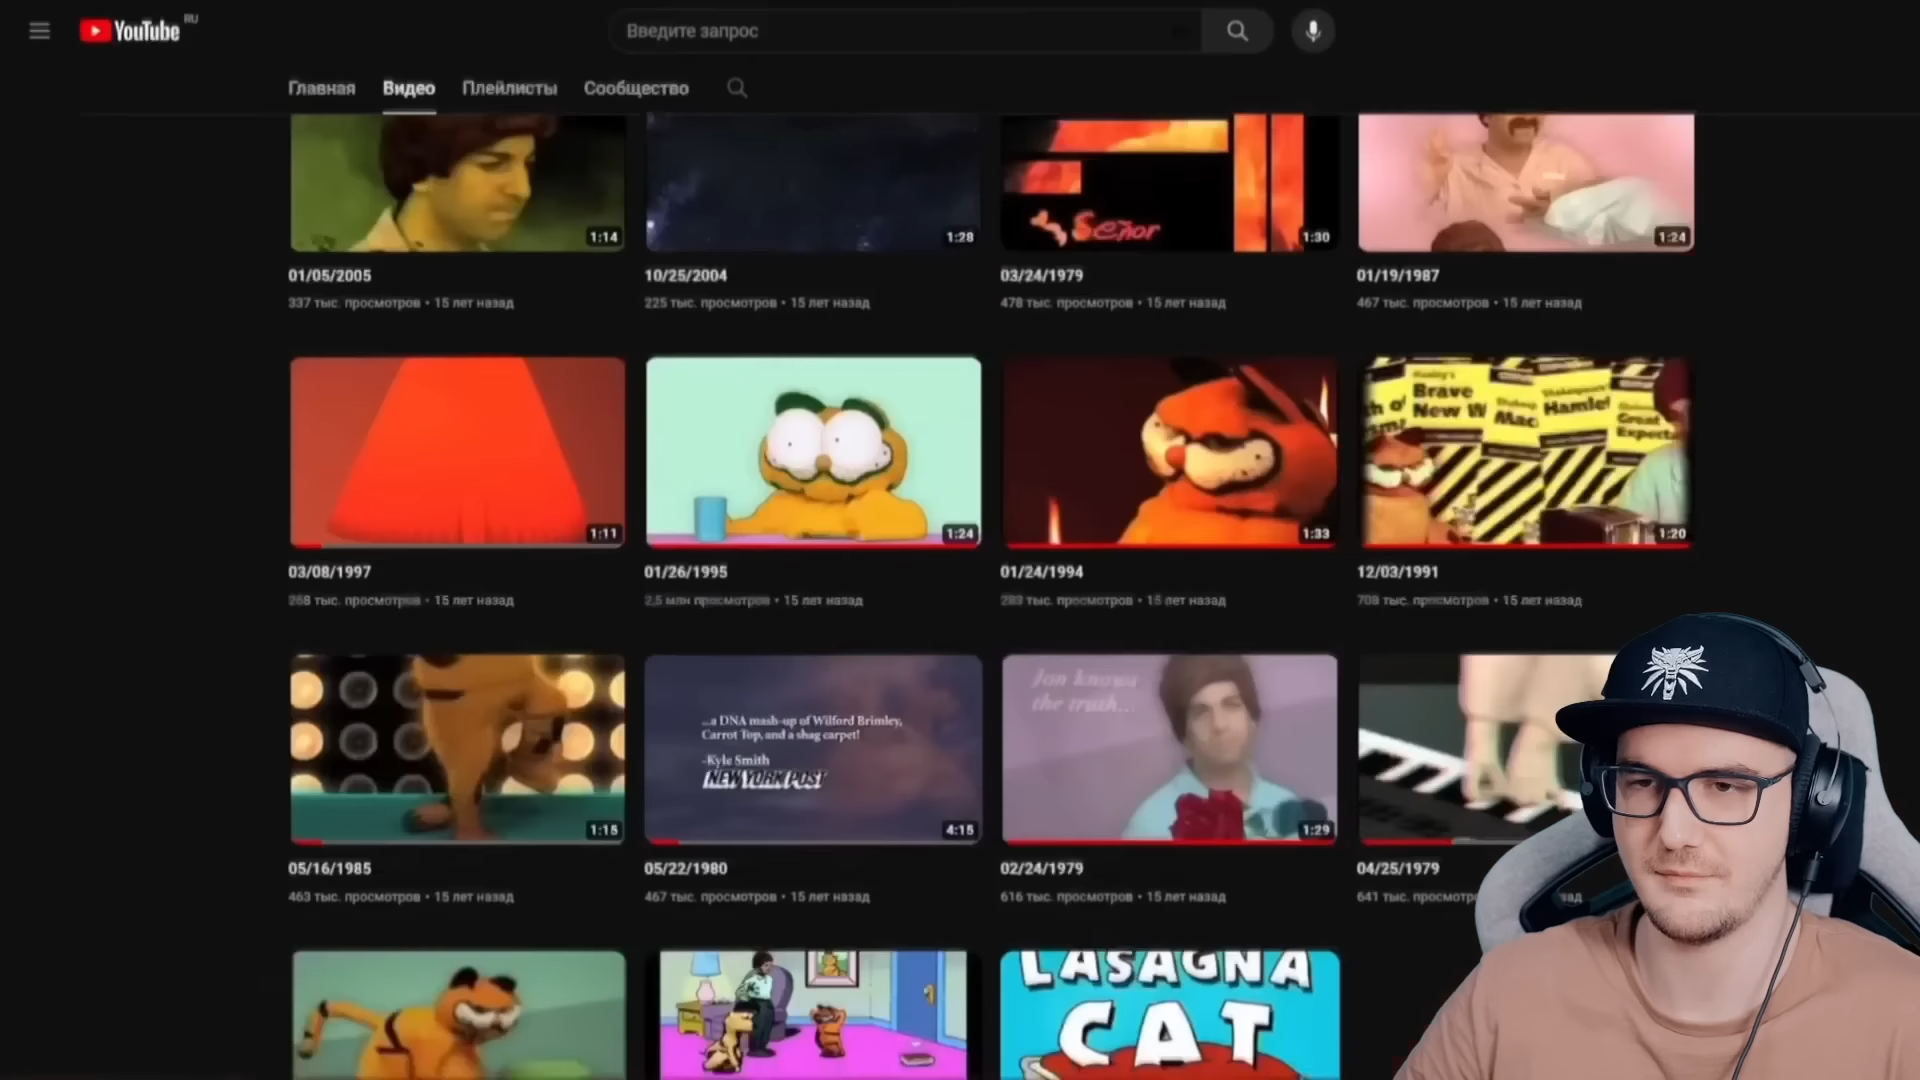 YouTube RU
Введите запрос
Главная Видео Плейлисты Сообщество
Señor
1:14 1:28 1:30 1:24
01/05/2005 10/25/2004 03/24/1979 01/19/1987
337 тыс. просмотров • 15 лет назад 225 тыс. просмотров • 15 лет назад 478 тыс. просмотров • 15 лет назад 467 тыс. просмотров • 15 лет назад
Brave
New W
Mac
Hamlet
Great
Expect
1:11 1:24 1:33 1:20
03/08/1997 01/26/1995 01/24/1994 12/03/1991
268 тыс. просмотров • 15 лет назад 2,5 млн просмотров • 15 лет назад 283 тыс. просмотров • 15 лет назад 708 тыс. просмотров • 15 лет назад
Jon knows
the truth...
...a DNA mash-up of Wilford Brimley,
Carrot Top, and a shag carpet!
-Kyle Smith
NEW YORK POST
1:15 4:15 1:29
05/16/1985 05/22/1980 02/24/1979 04/25/1979
463 тыс. просмотров • 15 лет назад 467 тыс. просмотров • 15 лет назад 616 тыс. просмотров • 15 лет назад 641 тыс. просмотр зад
LASAGNA
CAT